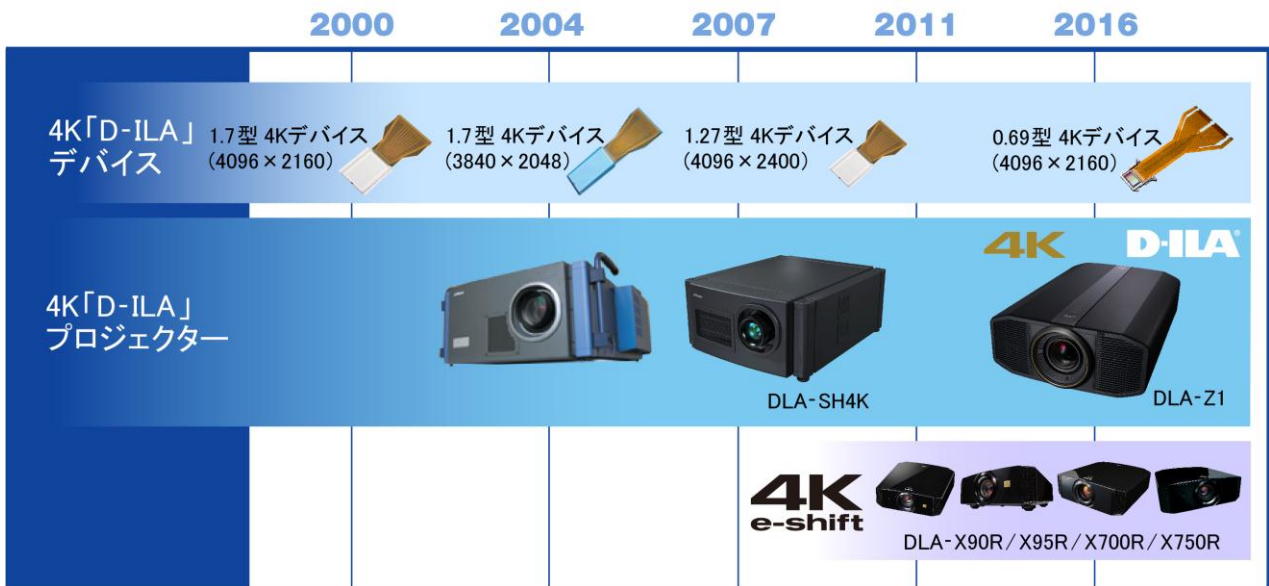 2000 2004 2007 2011 2016
4K「D-ILA」
デバイス
1.7型 4Kデバイス
(4096×2160)
1.7型 4Kデバイス
(3840×2048)
1.27型 4Kデバイス
(4096×2400)
0.69型 4Kデバイス
(4096×2160)
4K D-ILA®
4K「D-ILA」
プロジェクター
DLA-SH4K
DLA-Z1
4K
e-shift
DLA-X90R/X95R/X700R/X750R